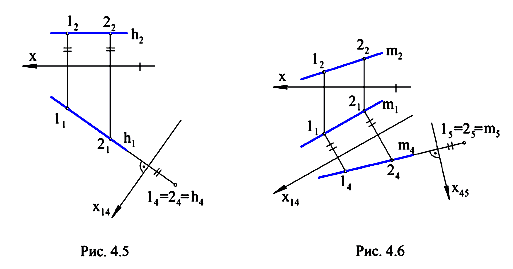 1₂ 2₂ h₂
x
1₁
2₁ h₁
1₄=2₄=h₄
x₁₄
Рис. 4.5
1₂ 2₂ m₂
x
1₁ 2₁ m₁
1₅=2₅=m₅
m₄
1₄ 2₄
x₁₄ x₄₅
Рис. 4.6